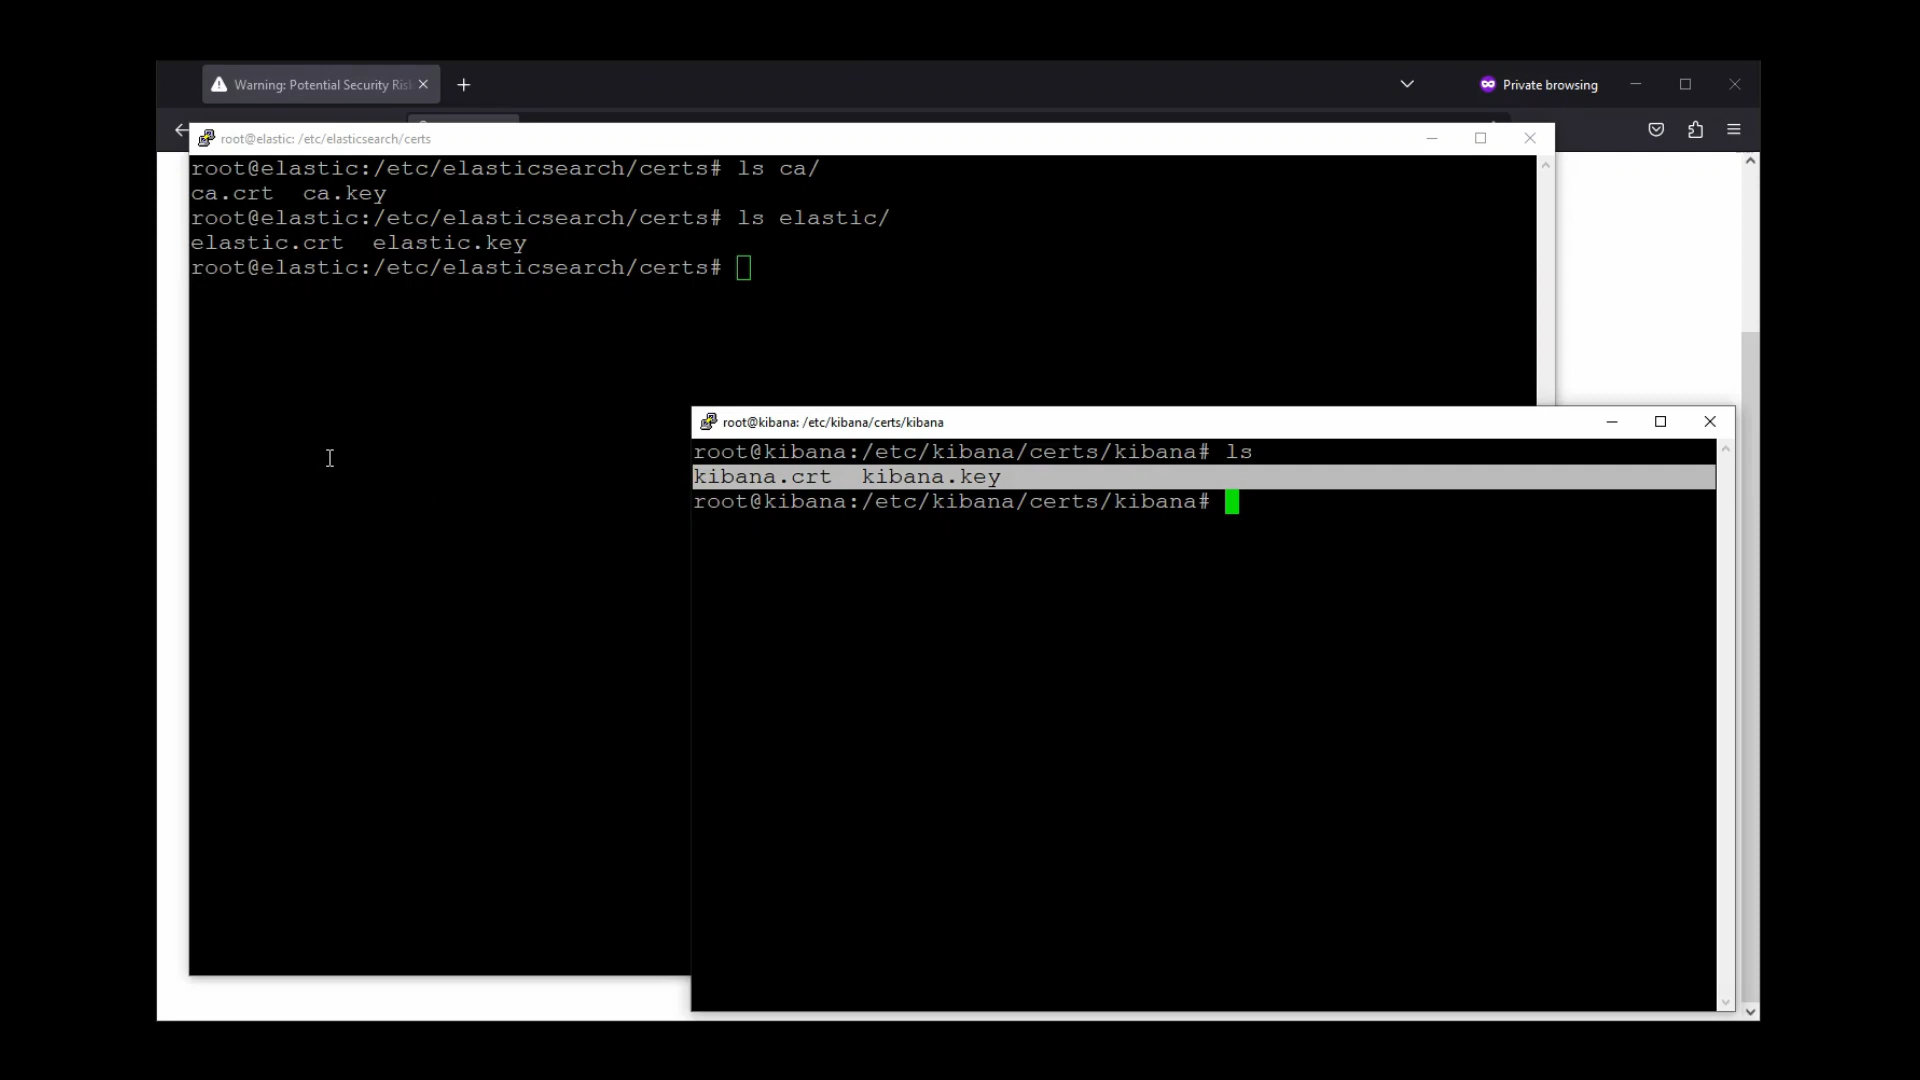 Warning: Potential Security Ris
Private browsing
root@elastic: /etc/elasticsearch/certs
root@elastic:/etc/elasticsearch/certs# ls ca/
ca.crt  ca.key
root@elastic:/etc/elasticsearch/certs# ls elastic/
elastic.crt  elastic.key
root@elastic:/etc/elasticsearch/certs#
root@kibana: /etc/kibana/certs/kibana
root@kibana:/etc/kibana/certs/kibana# ls
kibana.crt  kibana.key
root@kibana:/etc/kibana/certs/kibana#